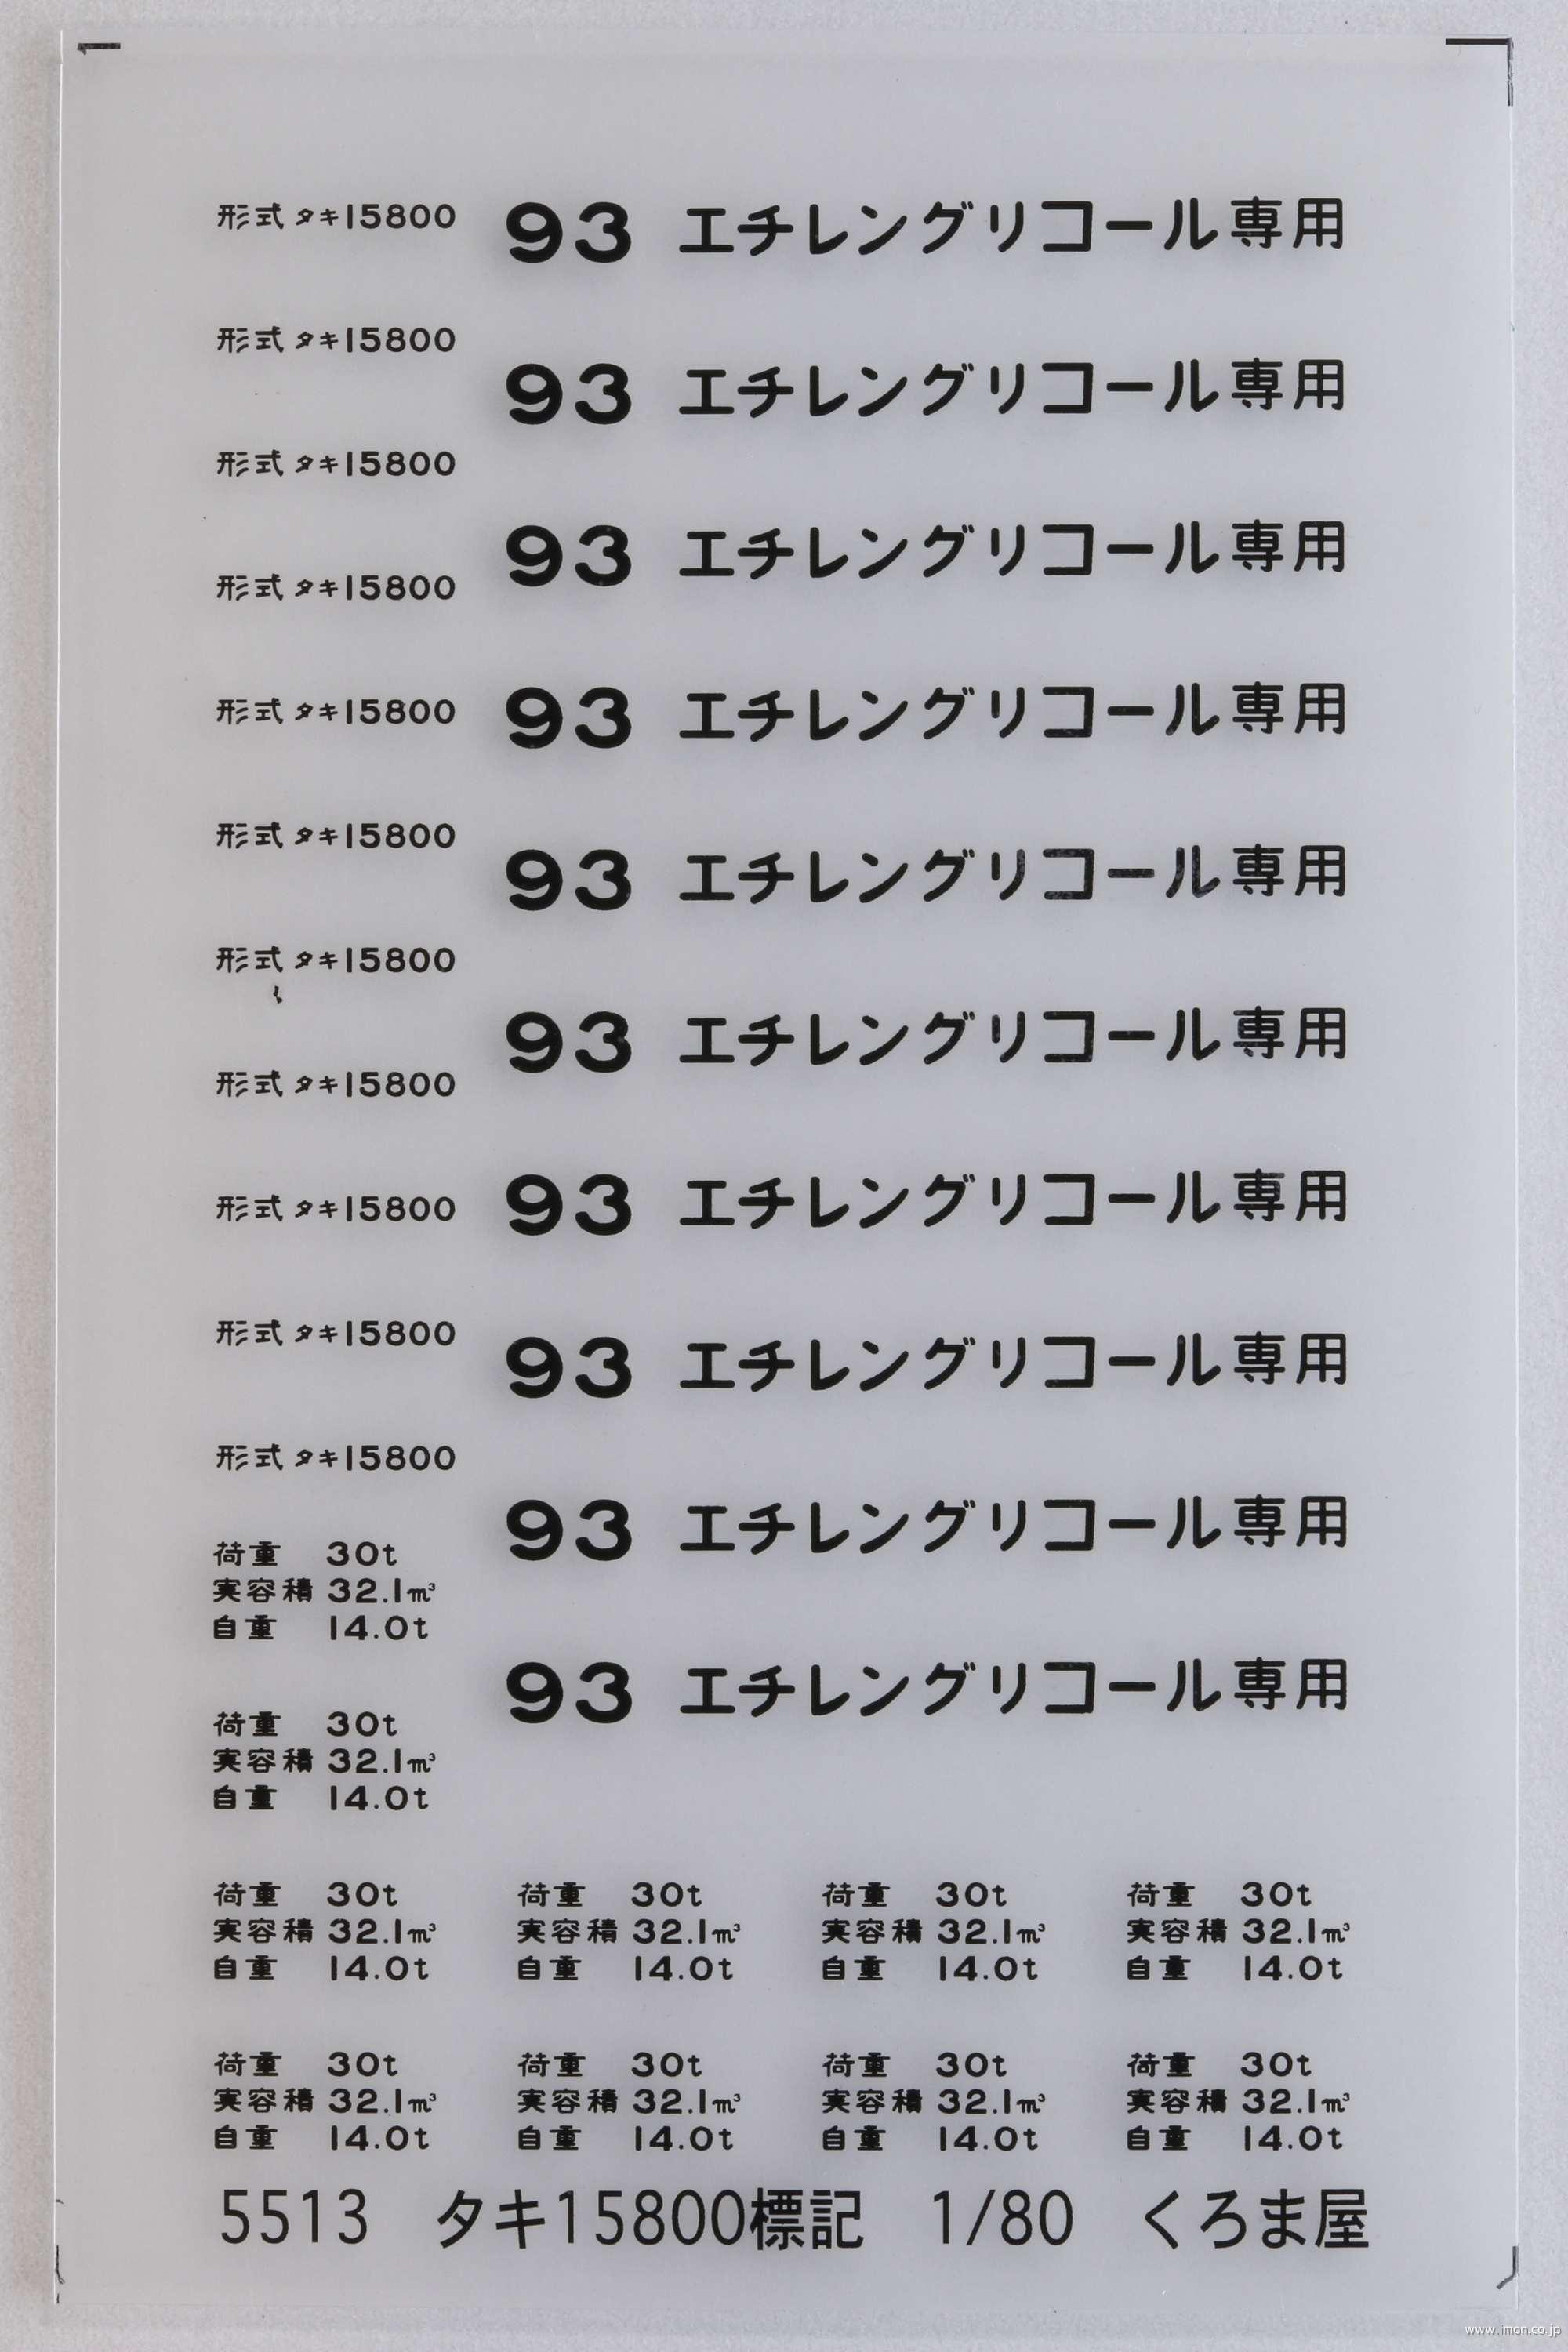 形式 タキ15800
93 エチレングリコール専用
形式 タキ15800
93 エチレングリコール専用
形式 タキ15800
93 エチレングリコール専用
形式 タキ15800
形式 タキ15800
93 エチレングリコール専用
形式 タキ15800
93 エチレングリコール専用
形式 タキ15800
93 エチレングリコール専用
形式 タキ15800
形式 タキ15800
93 エチレングリコール専用
形式 タキ15800
93 エチレングリコール専用
形式 タキ15800
93 エチレングリコール専用
荷重 30t
実容積 32.1m³
自重 14.0t
93 エチレングリコール専用
荷重 30t
実容積 32.1m³
自重 14.0t
荷重 30t 荷重 30t 荷重 30t 荷重 30t
実容積 32.1m³ 実容積 32.1m³ 実容積 32.1m³ 実容積 32.1m³
自重 14.0t 自重 14.0t 自重 14.0t 自重 14.0t
荷重 30t 荷重 30t 荷重 30t 荷重 30t
実容積 32.1m³ 実容積 32.1m³ 実容積 32.1m³ 実容積 32.1m³
自重 14.0t 自重 14.0t 自重 14.0t 自重 14.0t
5513 タキ15800標記 1/80 くろま屋
www.imon.co.jp